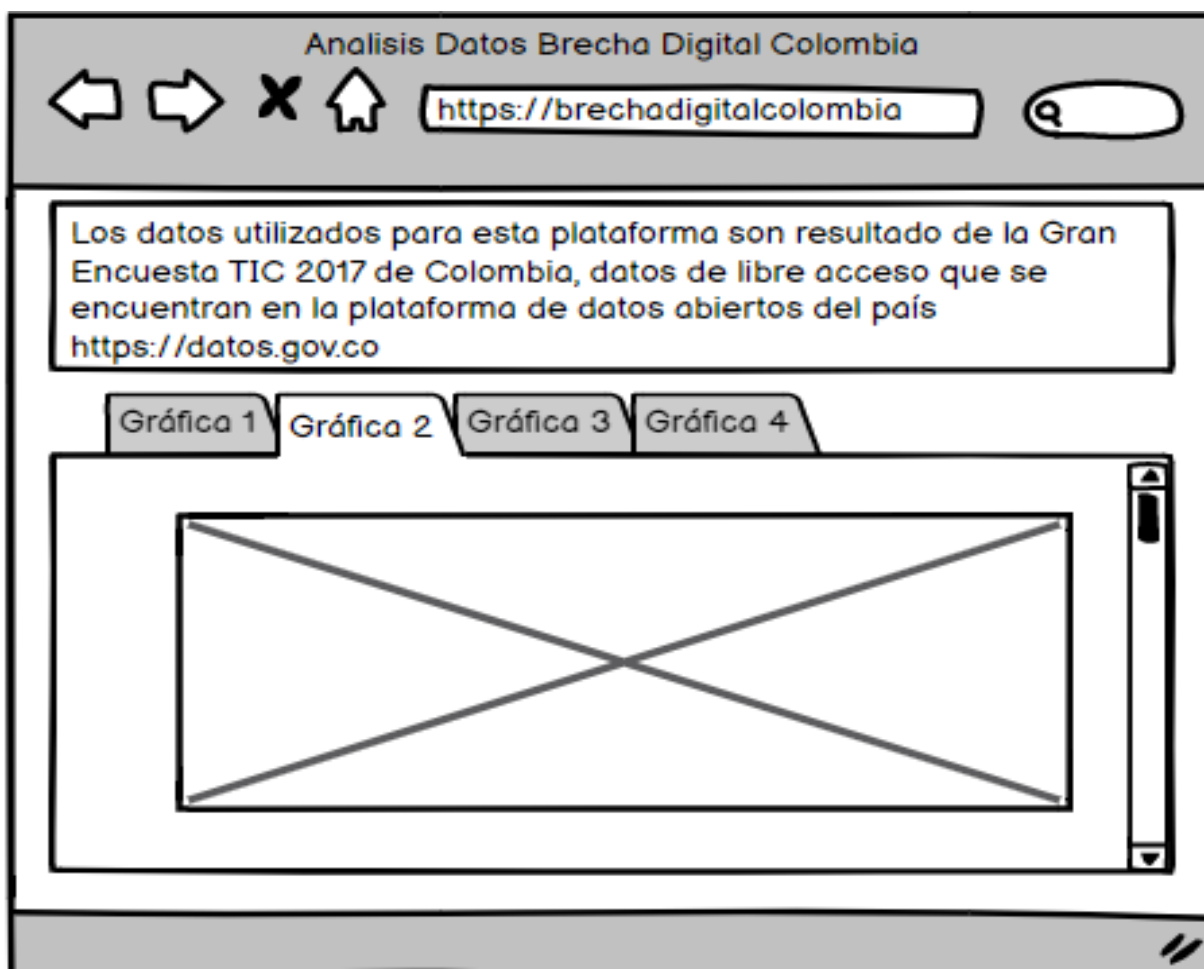 Analisis Datos Brecha Digital Colombia
https://brechadigitalcolombia
Los datos utilizados para esta plataforma son resultado de la Gran
Encuesta TIC 2017 de Colombia, datos de libre acceso que se
encuentran en la plataforma de datos abiertos del país
https://datos.gov.co
Gráfica 1 Gráfica 2 Gráfica 3 Gráfica 4